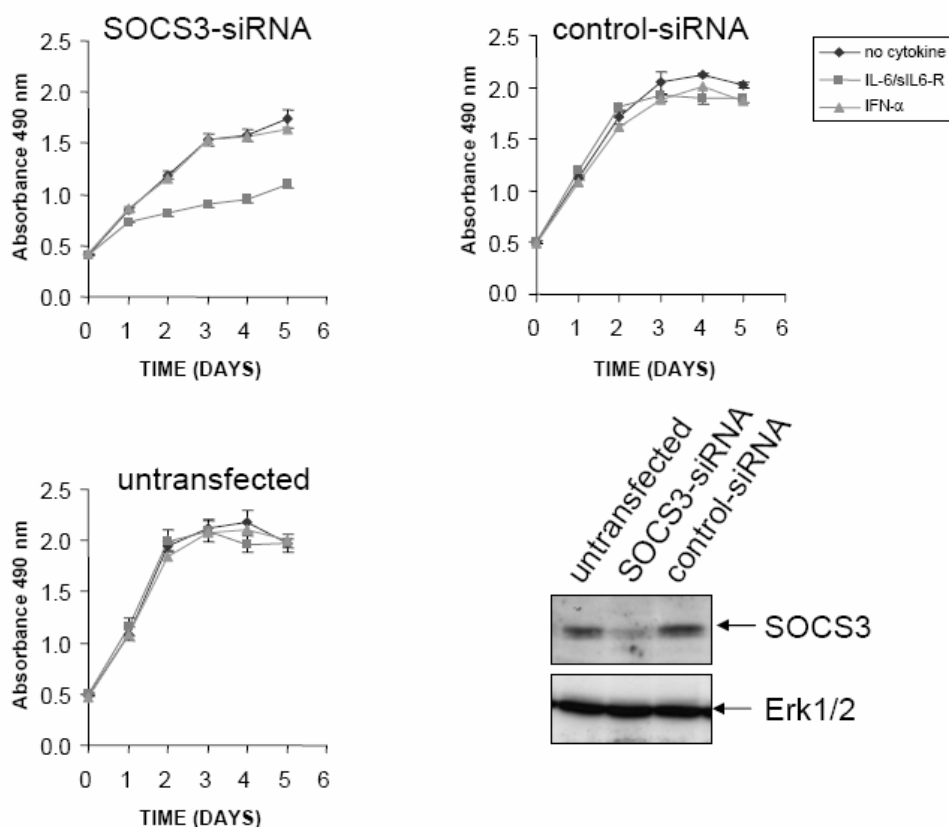 SOCS3-siRNA
Absorbance 490 nm
2.5
2.0
1.5
1.0
0.5
0.0
0 1 2 3 4 5 6
TIME (DAYS)
control-siRNA
Absorbance 490 nm
2.5
2.0
1.5
1.0
0.5
0.0
0 1 2 3 4 5 6
TIME (DAYS)
no cytokine
IL-6/sIL6-R
IFN-α
untransfected
Absorbance 490 nm
2.5
2.0
1.5
1.0
0.5
0.0
0 1 2 3 4 5 6
TIME (DAYS)
untransfected
SOCS3-siRNA
control-siRNA
SOCS3
Erk1/2